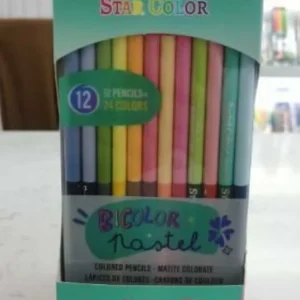 STAR COLOR
12
12 PENCILS =
24 COLORS
BICOLOR
pastel
COLORED PENCILS - MATITE COLORATE
LÁPICES DE COLORES - CRAYONS DE COULEUR